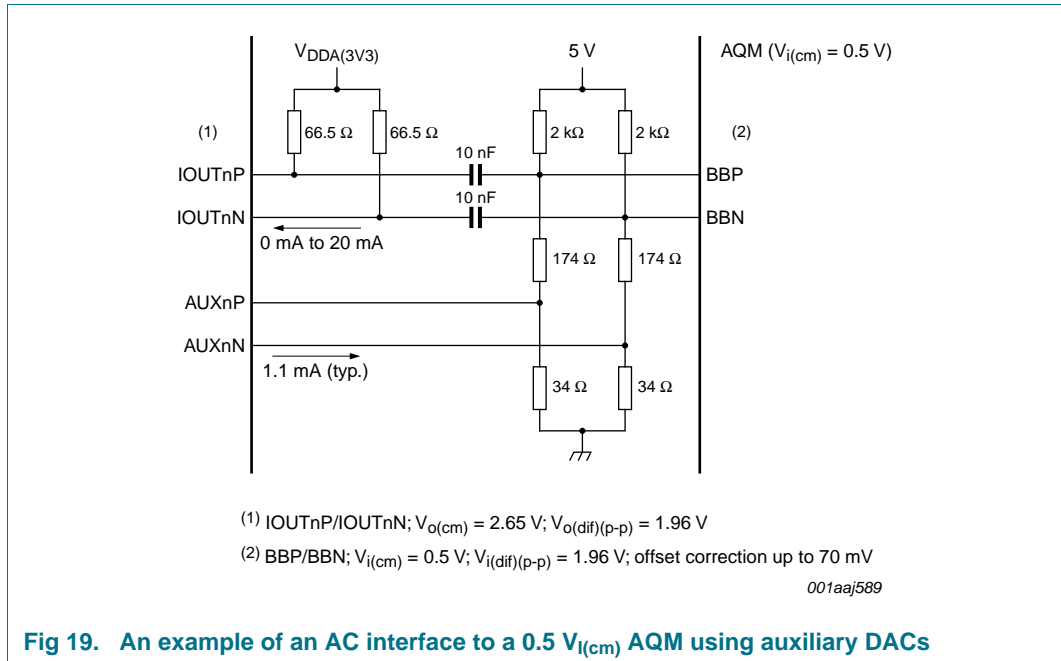 V_DDA(3V3)
5 V
AQM (V_i(cm) = 0.5 V)
(1)
66.5 Ω
66.5 Ω
2 kΩ
2 kΩ
(2)
10 nF
IOUTnP
BBP
10 nF
IOUTnN
BBN
0 mA to 20 mA
174 Ω
174 Ω
AUXnP
AUXnN
1.1 mA (typ.)
34 Ω
34 Ω
(1) IOUTnP/IOUTnN; V_o(cm) = 2.65 V; V_o(dif)(p-p) = 1.96 V
(2) BBP/BBN; V_i(cm) = 0.5 V; V_i(dif)(p-p) = 1.96 V; offset correction up to 70 mV
001aaj589
Fig 19. An example of an AC interface to a 0.5 V_I(cm) AQM using auxiliary DACs